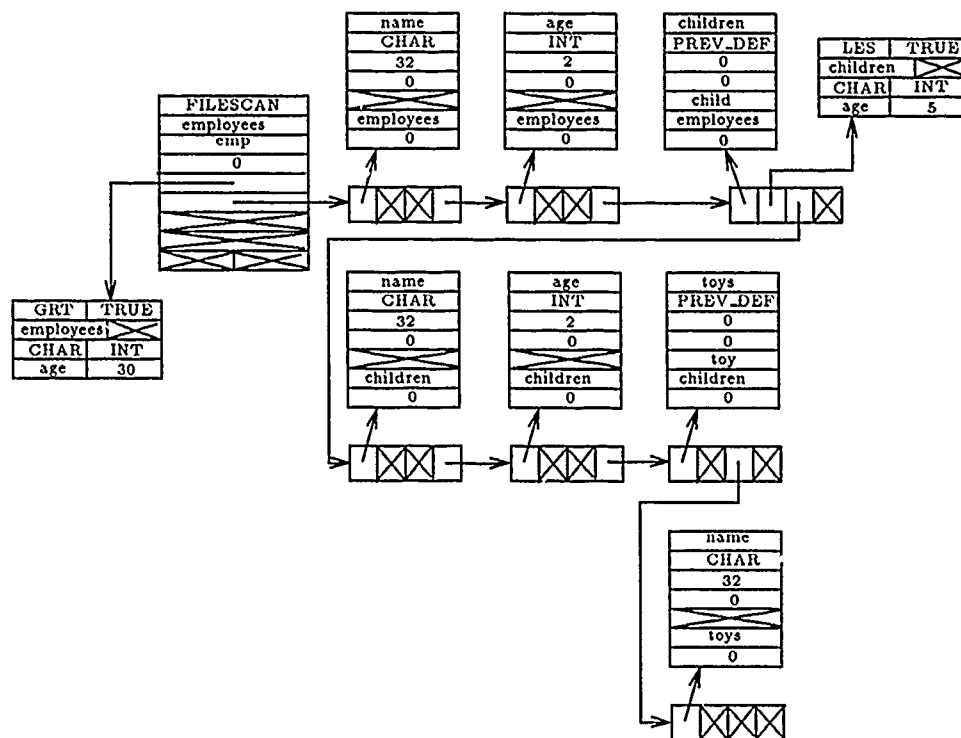 name
CHAR
32
0
employees
0
age
INT
2
0
employees
0
children
PREV_DEF
0
0
child
employees
0
LES TRUE
children
CHAR INT
age 5
FILESCAN
employees
emp
0
GRT TRUE
employees
CHAR INT
age 30
name
CHAR
32
0
children
0
age
INT
2
0
children
0
toys
PREV_DEF
0
0
toy
children
0
name
CHAR
32
0
toys
0